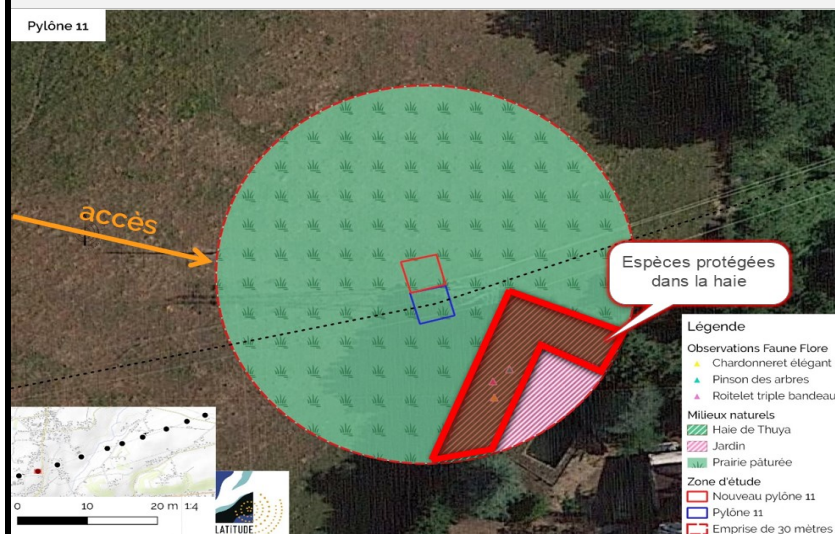 Pylône 11
accès
Espèces protégées
dans la haie
Légende
Observations Faune Flore
Chardonneret élégant
Pinson des arbres
Roitelet triple bandeau
Milieux naturels
Haie de Thuya
Jardin
Prairie pâturée
Zone d'étude
Nouveau pylône 11
Pylône 11
Emprise de 30 mètres
0 10 20 m 1:4
LATITUDE